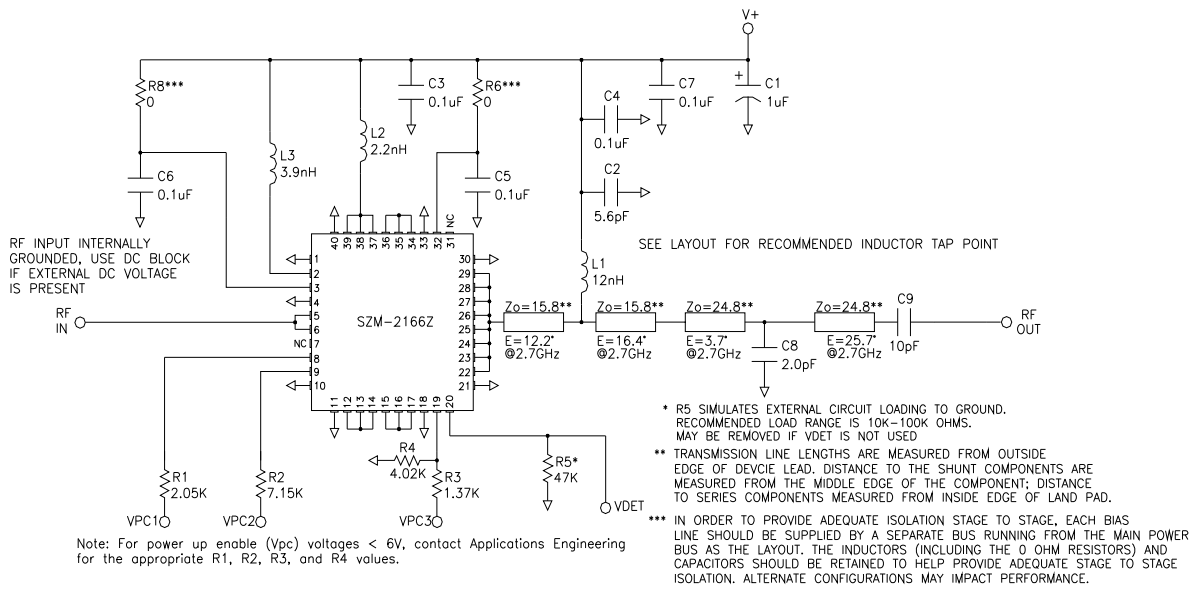 V+
R8***
0
C3
0.1uF
R6***
0
C4
0.1uF
C7
0.1uF
+
C1
1uF
L2
2.2nH
L3
3.9nH
C6
0.1uF
C5
0.1uF
C2
5.6pF
RF INPUT INTERNALLY
GROUNDED, USE DC BLOCK
IF EXTERNAL DC VOLTAGE
IS PRESENT
40 39 38 37 36 35 34 33 32 31 NC
SEE LAYOUT FOR RECOMMENDED INDUCTOR TAP POINT
L1
12nH
1 30
2 29
3 28
4 27
5 26
6 25
NC 7 24
8 23
9 22
10 21
SZM-2166Z
RF
IN
Zo=15.8** Zo=15.8** Zo=24.8** Zo=24.8** C9
RF
OUT
E=12.2° E=16.4° E=3.7° E=25.7° 10pF
@2.7GHz @2.7GHz @2.7GHz @2.7GHz
C8
2.0pF
11 12 13 14 15 16 17 18 19 20
R4
4.02K
R1
2.05K
R2
7.15K
R3
1.37K
R5*
47K
VDET
VPC1 VPC2 VPC3
* R5 SIMULATES EXTERNAL CIRCUIT LOADING TO GROUND.
RECOMMENDED LOAD RANGE IS 10K-100K OHMS.
MAY BE REMOVED IF VDET IS NOT USED
** TRANSMISSION LINE LENGTHS ARE MEASURED FROM OUTSIDE
EDGE OF DEVCIE LEAD. DISTANCE TO THE SHUNT COMPONENTS ARE
MEASURED FROM THE MIDDLE EDGE OF THE COMPONENT; DISTANCE
TO SERIES COMPONENTS MEASURED FROM INSIDE EDGE OF LAND PAD.
*** IN ORDER TO PROVIDE ADEQUATE ISOLATION STAGE TO STAGE, EACH BIAS
LINE SHOULD BE SUPPLIED BY A SEPARATE BUS RUNNING FROM THE MAIN POWER
BUS AS THE LAYOUT. THE INDUCTORS (INCLUDING THE 0 OHM RESISTORS) AND
CAPACITORS SHOULD BE RETAINED TO HELP PROVIDE ADEQUATE STAGE TO STAGE
ISOLATION. ALTERNATE CONFIGURATIONS MAY IMPACT PERFORMANCE.
Note: For power up enable (Vpc) voltages < 6V, contact Applications Engineering
for the appropriate R1, R2, R3, and R4 values.